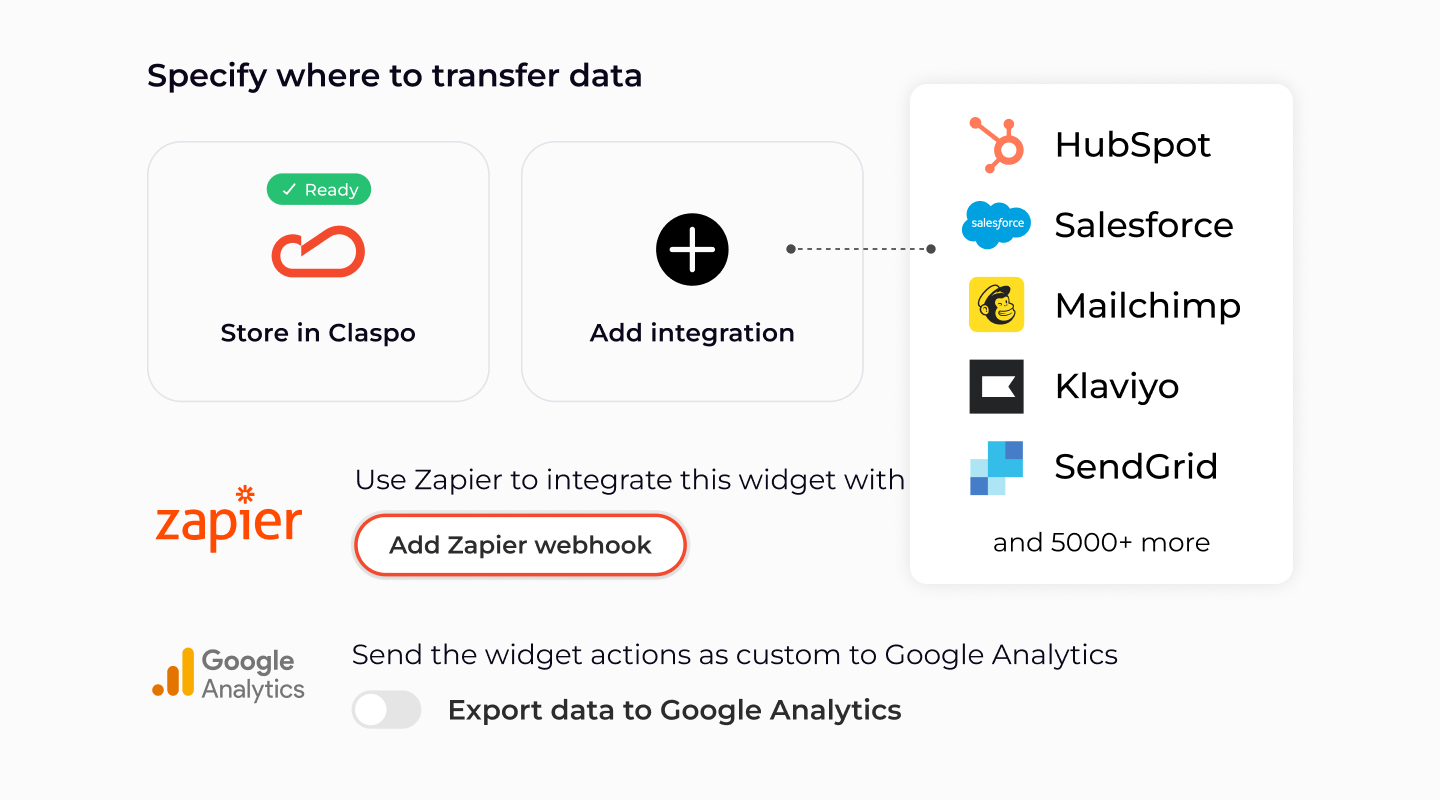 Specify where to transfer data
Ready
Store in Claspo
Add integration
HubSpot
salesforce
Salesforce
Mailchimp
Klaviyo
SendGrid
and 5000+ more
zapier
Use Zapier to integrate this widget with
Add Zapier webhook
Google
Analytics
Send the widget actions as custom to Google Analytics
Export data to Google Analytics